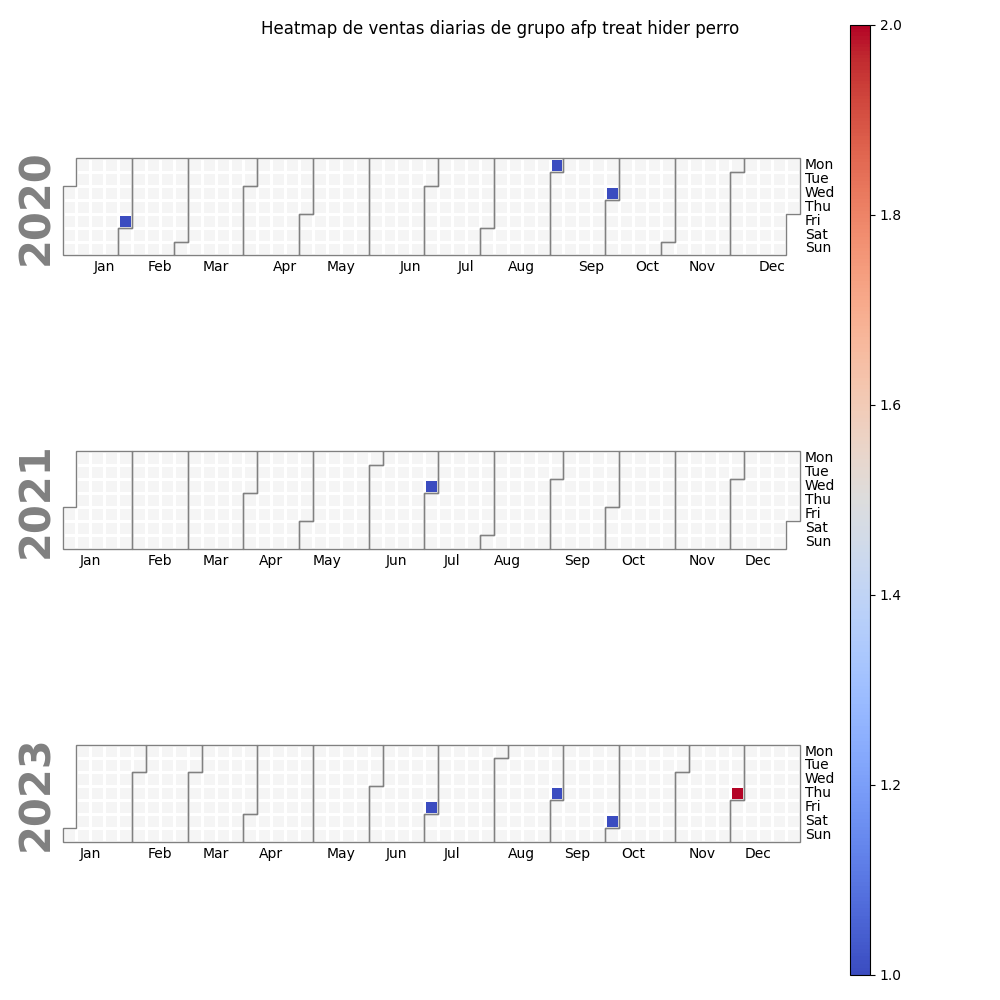 Heatmap de ventas diarias de grupo afp treat hider perro
2020
Mon
Tue
Wed
Thu
Fri
Sat
Sun
Jan Feb Mar Apr May Jun Jul Aug Sep Oct Nov Dec
2021
Mon
Tue
Wed
Thu
Fri
Sat
Sun
Jan Feb Mar Apr May Jun Jul Aug Sep Oct Nov Dec
2023
Mon
Tue
Wed
Thu
Fri
Sat
Sun
Jan Feb Mar Apr May Jun Jul Aug Sep Oct Nov Dec
2.0
1.8
1.6
1.4
1.2
1.0